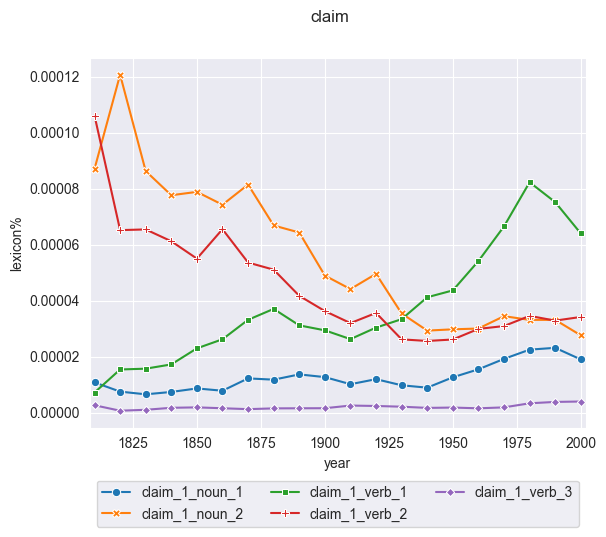 claim
0.00012
0.00010
0.00008
0.00006
0.00004
0.00002
0.00000
lexicon%
1825 1850 1875 1900 1925 1950 1975 2000
year
claim_1_noun_1 claim_1_verb_1 claim_1_verb_3
claim_1_noun_2 claim_1_verb_2